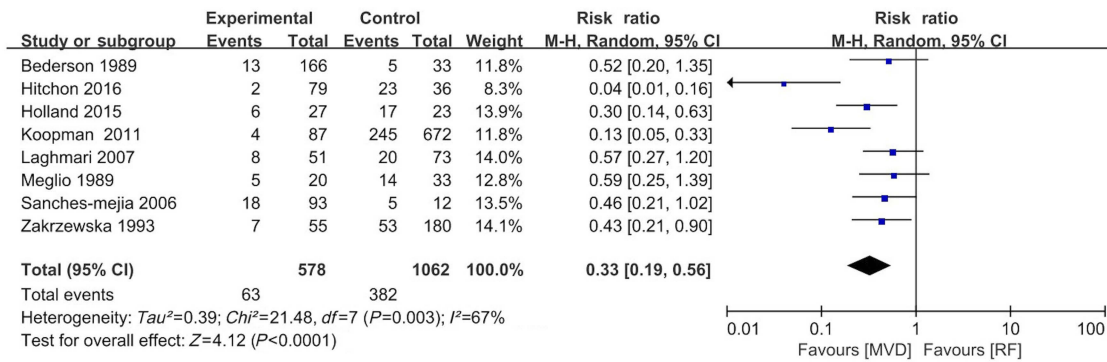 Experimental Control Risk ratio Risk ratio
Study or subgroup Events Total Events Total Weight M-H, Random, 95% CI M-H, Random, 95% CI
Bederson 1989 13 166 5 33 11.8% 0.52 [0.20, 1.35]
Hitchon 2016 2 79 23 36 8.3% 0.04 [0.01, 0.16]
Holland 2015 6 27 17 23 13.9% 0.30 [0.14, 0.63]
Koopman 2011 4 87 245 672 11.8% 0.13 [0.05, 0.33]
Laghmari 2007 8 51 20 73 14.0% 0.57 [0.27, 1.20]
Meglio 1989 5 20 14 33 12.8% 0.59 [0.25, 1.39]
Sanches-mejia 2006 18 93 5 12 13.5% 0.46 [0.21, 1.02]
Zakrzewska 1993 7 55 53 180 14.1% 0.43 [0.21, 0.90]
Total (95% CI) 578 1062 100.0% 0.33 [0.19, 0.56]
Total events 63 382
Heterogeneity: Tau²=0.39; Chi²=21.48, df=7 (P=0.003); I²=67%
Test for overall effect: Z=4.12 (P<0.0001)
0.01 0.1 1 10 100
Favours [MVD] Favours [RF]